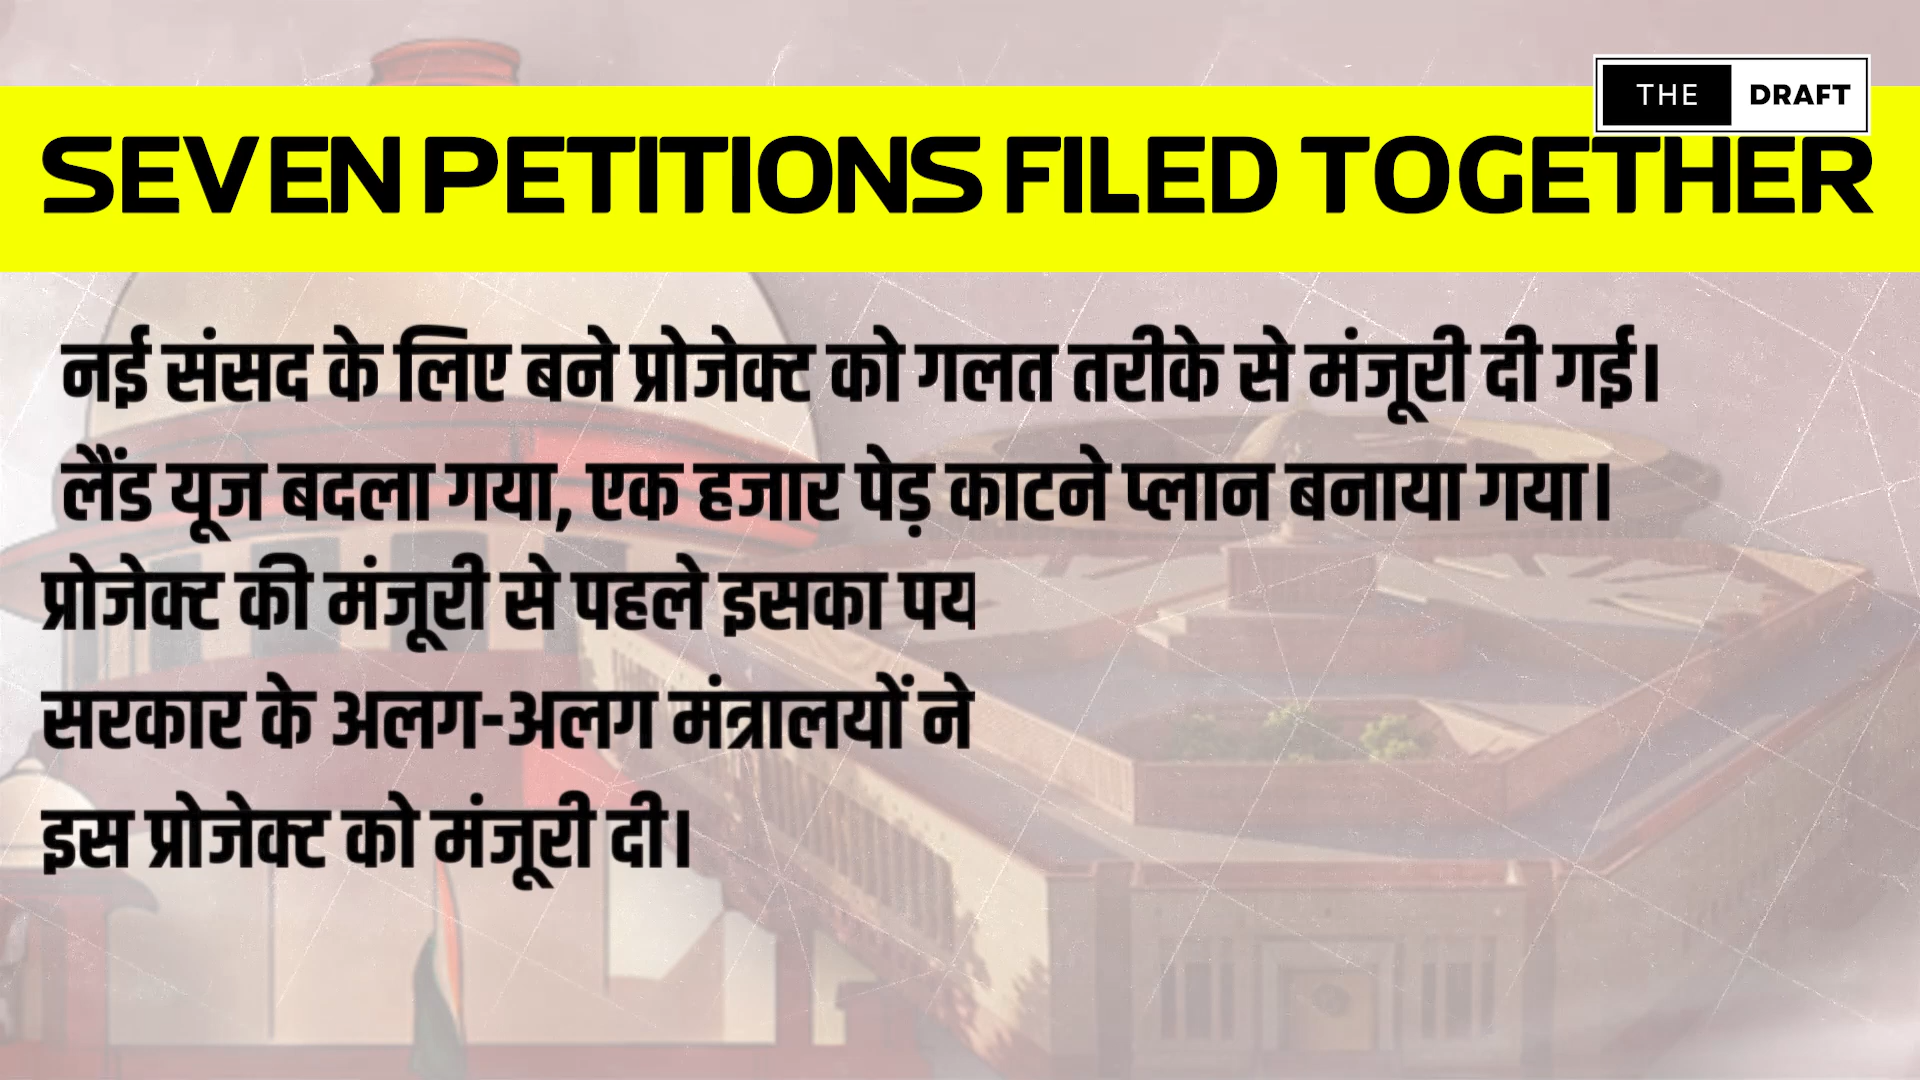 THE DRAFT
SEVEN PETITIONS FILED TOGETHER
नई संसद के लिए बने प्रोजेक्ट को गलत तरीके से मंजूरी दी गई।
लैंड यूज बदला गया, एक हजार पेड़ काटने प्लान बनाया गया।
प्रोजेक्ट की मंजूरी से पहले इसका पय
सरकार के अलग-अलग मंत्रालयों ने
इस प्रोजेक्ट को मंजूरी दी।